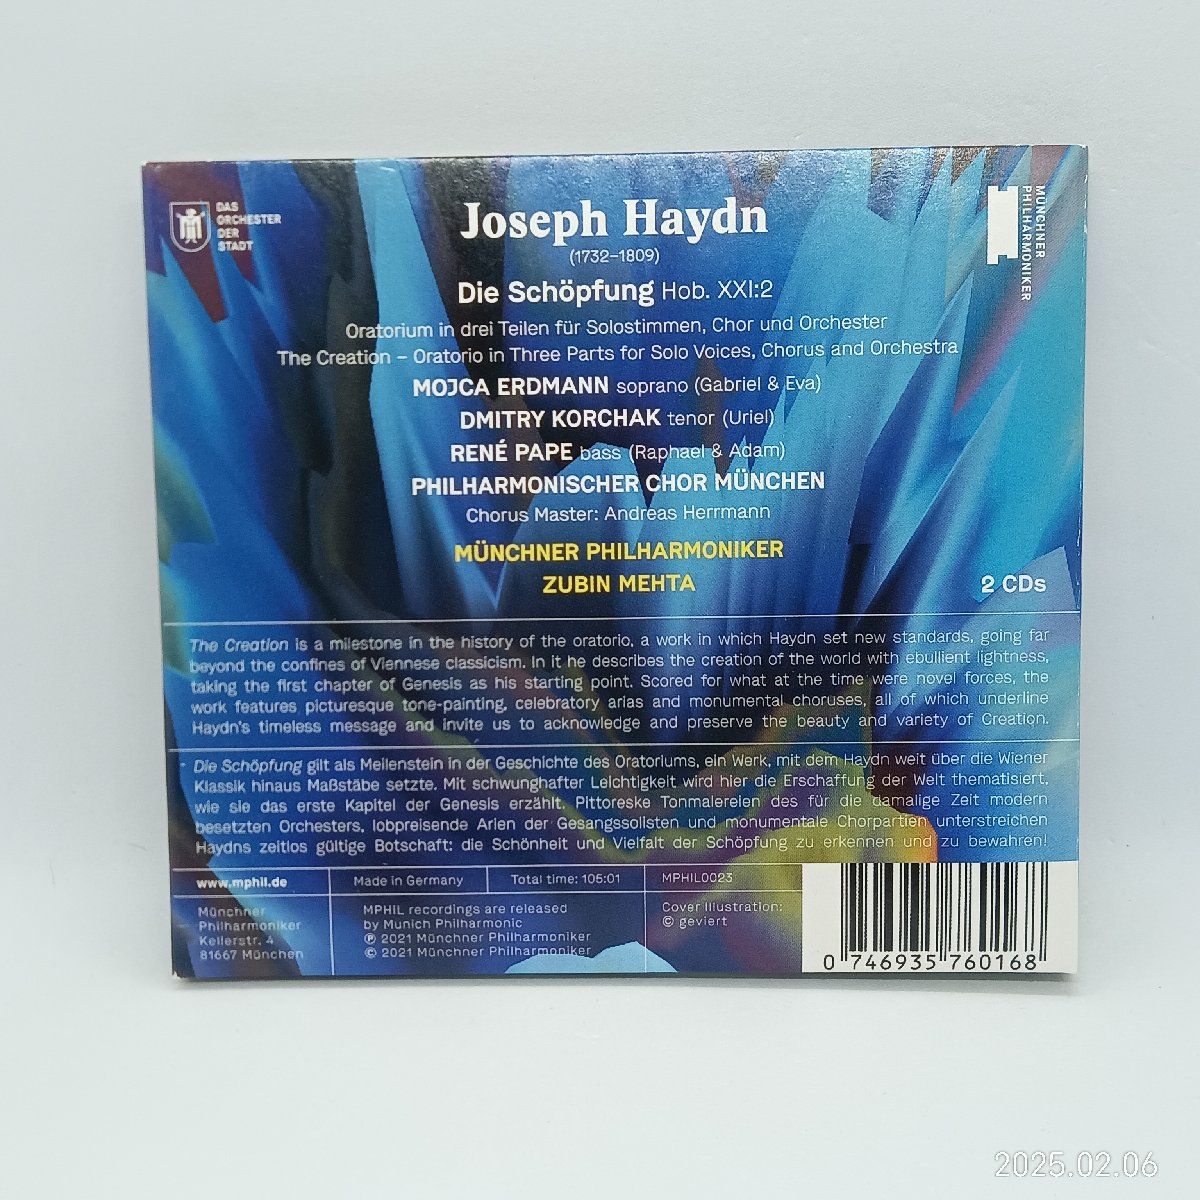 DAS
ORCHESTER
DER
STADT
MÜNCHNER
PHILHARMONIKER
Joseph Haydn
(1732–1809)
Die Schöpfung Hob. XXI:2
Oratorium in drei Teilen für Solostimmen, Chor und Orchester
The Creation – Oratorio in Three Parts for Solo Voices, Chorus and Orchestra
MOJCA ERDMANN soprano (Gabriel & Eva)
DMITRY KORCHAK tenor (Uriel)
RENÉ PAPE bass (Raphael & Adam)
PHILHARMONISCHER CHOR MÜNCHEN
Chorus Master: Andreas Herrmann
MÜNCHNER PHILHARMONIKER
ZUBIN MEHTA
2 CDs
The Creation is a milestone in the history of the oratorio, a work in which Haydn set new standards, going far
beyond the confines of Viennese classicism. In it he describes the creation of the world with ebullient lightness,
taking the first chapter of Genesis as his starting point. Scored for what at the time were novel forces, the
work features picturesque tone-painting, celebratory arias and monumental choruses, all of which underline
Haydn's timeless message and invite us to acknowledge and preserve the beauty and variety of Creation.
Die Schöpfung gilt als Meilenstein in der Geschichte des Oratoriums, ein Werk, mit dem Haydn weit über die Wiener
Klassik hinaus Maßstäbe setzte. Mit schwunghafter Leichtigkeit wird hier die Erschaffung der Welt thematisiert,
wie sie das erste Kapitel der Genesis erzählt. Pittoreske Tonmalereien des für die damalige Zeit modern
besetzten Orchesters, lobpreisende Arien der Gesangssolisten und monumentale Chorpartien unterstreichen
Haydns zeitlos gültige Botschaft: die Schönheit und Vielfalt der Schöpfung zu erkennen und zu bewahren!
www.mphil.de
Made in Germany
Total time: 105:01
MPHIL0023
Münchner
Philharmoniker
Kellerstr. 4
81667 München
MPHIL recordings are released
by Munich Philharmonic
℗ 2021 Münchner Philharmoniker
© 2021 Münchner Philharmoniker
Cover Illustration:
© geviert
0 746935 760168
2025.02.06